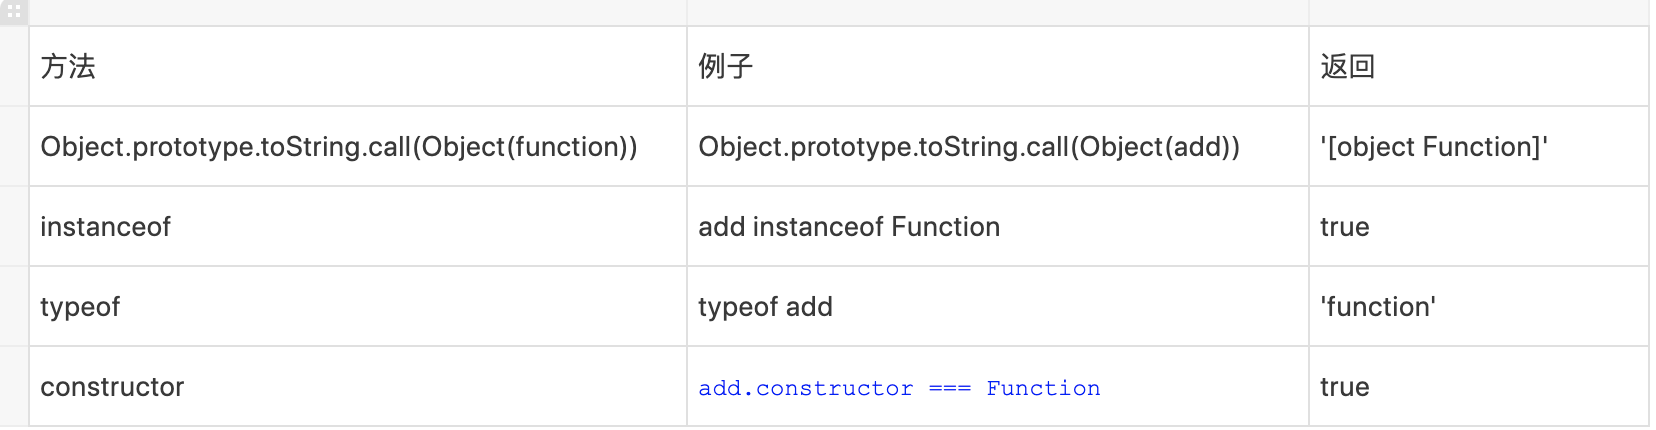 方法 例子 返回
Object.prototype.toString.call(Object(function)) Object.prototype.toString.call(Object(add)) '[object Function]'
instanceof add instanceof Function true
typeof typeof add 'function'
constructor add.constructor === Function true